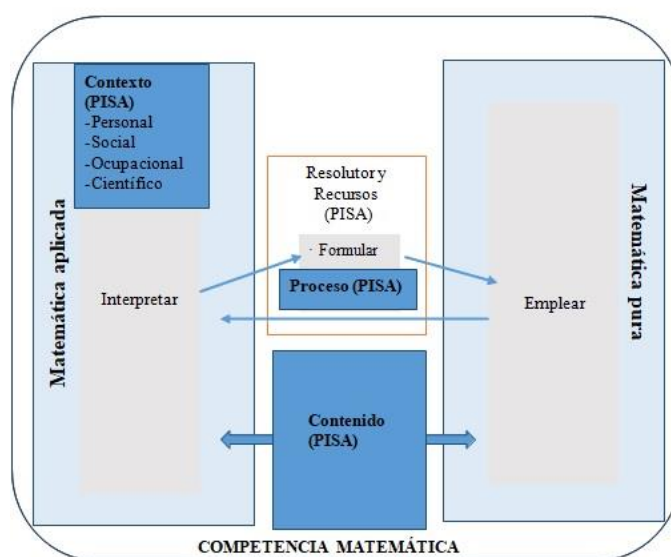 Contexto
(PISA)
-Personal
-Social
-Ocupacional
-Científico
Matemática aplicada
Interpretar
Resolutor y
Recursos
(PISA)
· Formular
Proceso (PISA)
Contenido
(PISA)
Emplear
Matemática pura
COMPETENCIA MATEMÁTICA